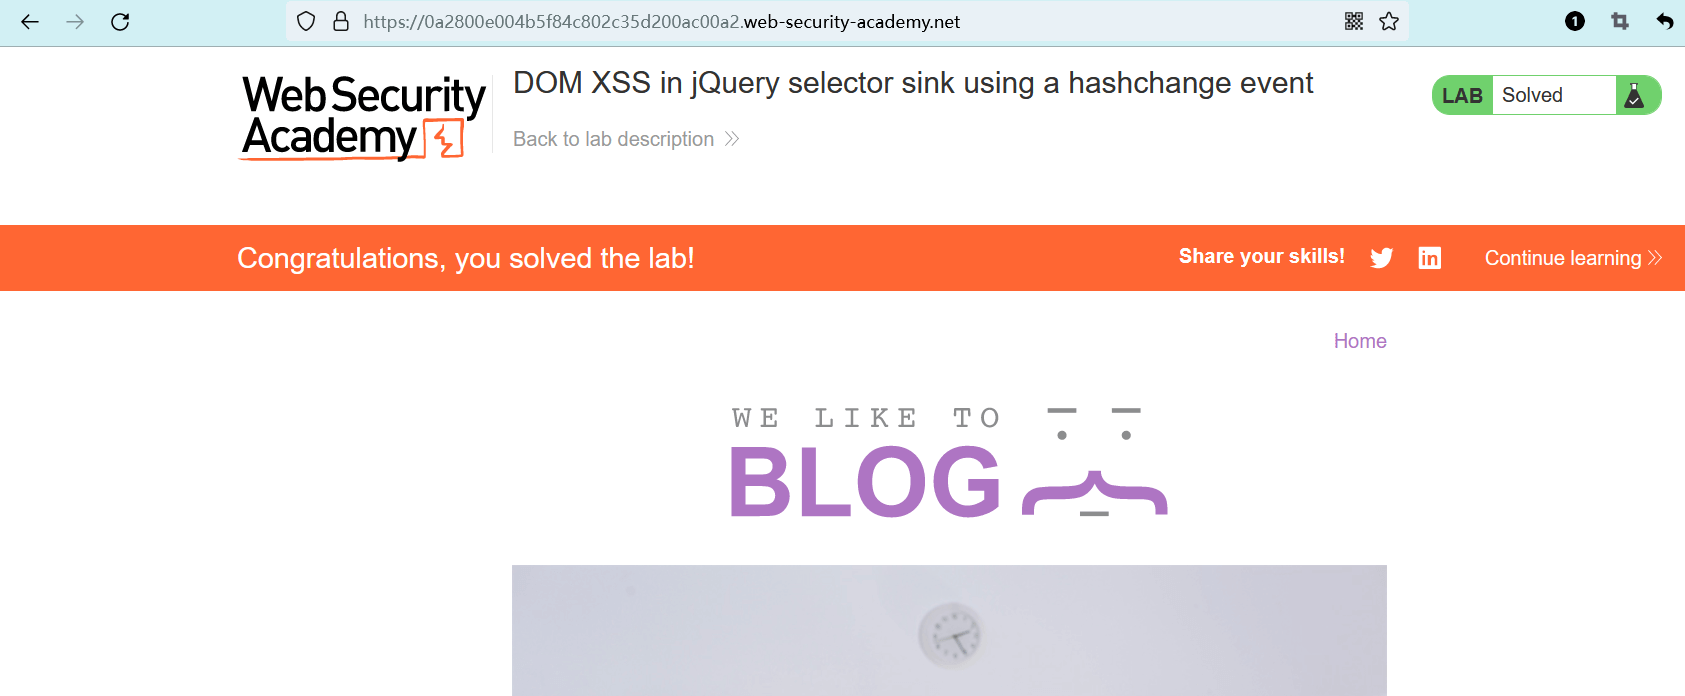 https://0a2800e004b5f84c802c35d200ac00a2.web-security-academy.net
1
Web Security
Academy
DOM XSS in jQuery selector sink using a hashchange event
Back to lab description
LAB Solved
Congratulations, you solved the lab!
Share your skills!
in
Continue learning
Home
WE LIKE TO
BLOG